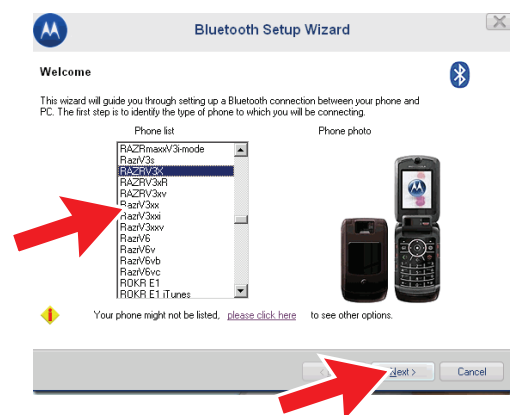 Bluetooth Setup Wizard
Welcome
This wizard will guide you through setting up a Bluetooth connection between your phone and
PC. The first step is to identify the type of phone to which you will be connecting.
Phone list
Phone photo
RAZRmaxxV3i-mode
RazrV3s
RAZRV3X
RAZRV3xR
RAZRV3xv
RazrV3xx
RazrV3xxi
RazrV3xxv
RazrV6
RazrV6v
RazrV6vb
RazrV6vc
ROKR E1
ROKR E1 iTunes
Your phone might not be listed, please click here to see other options.
< Next > Cancel